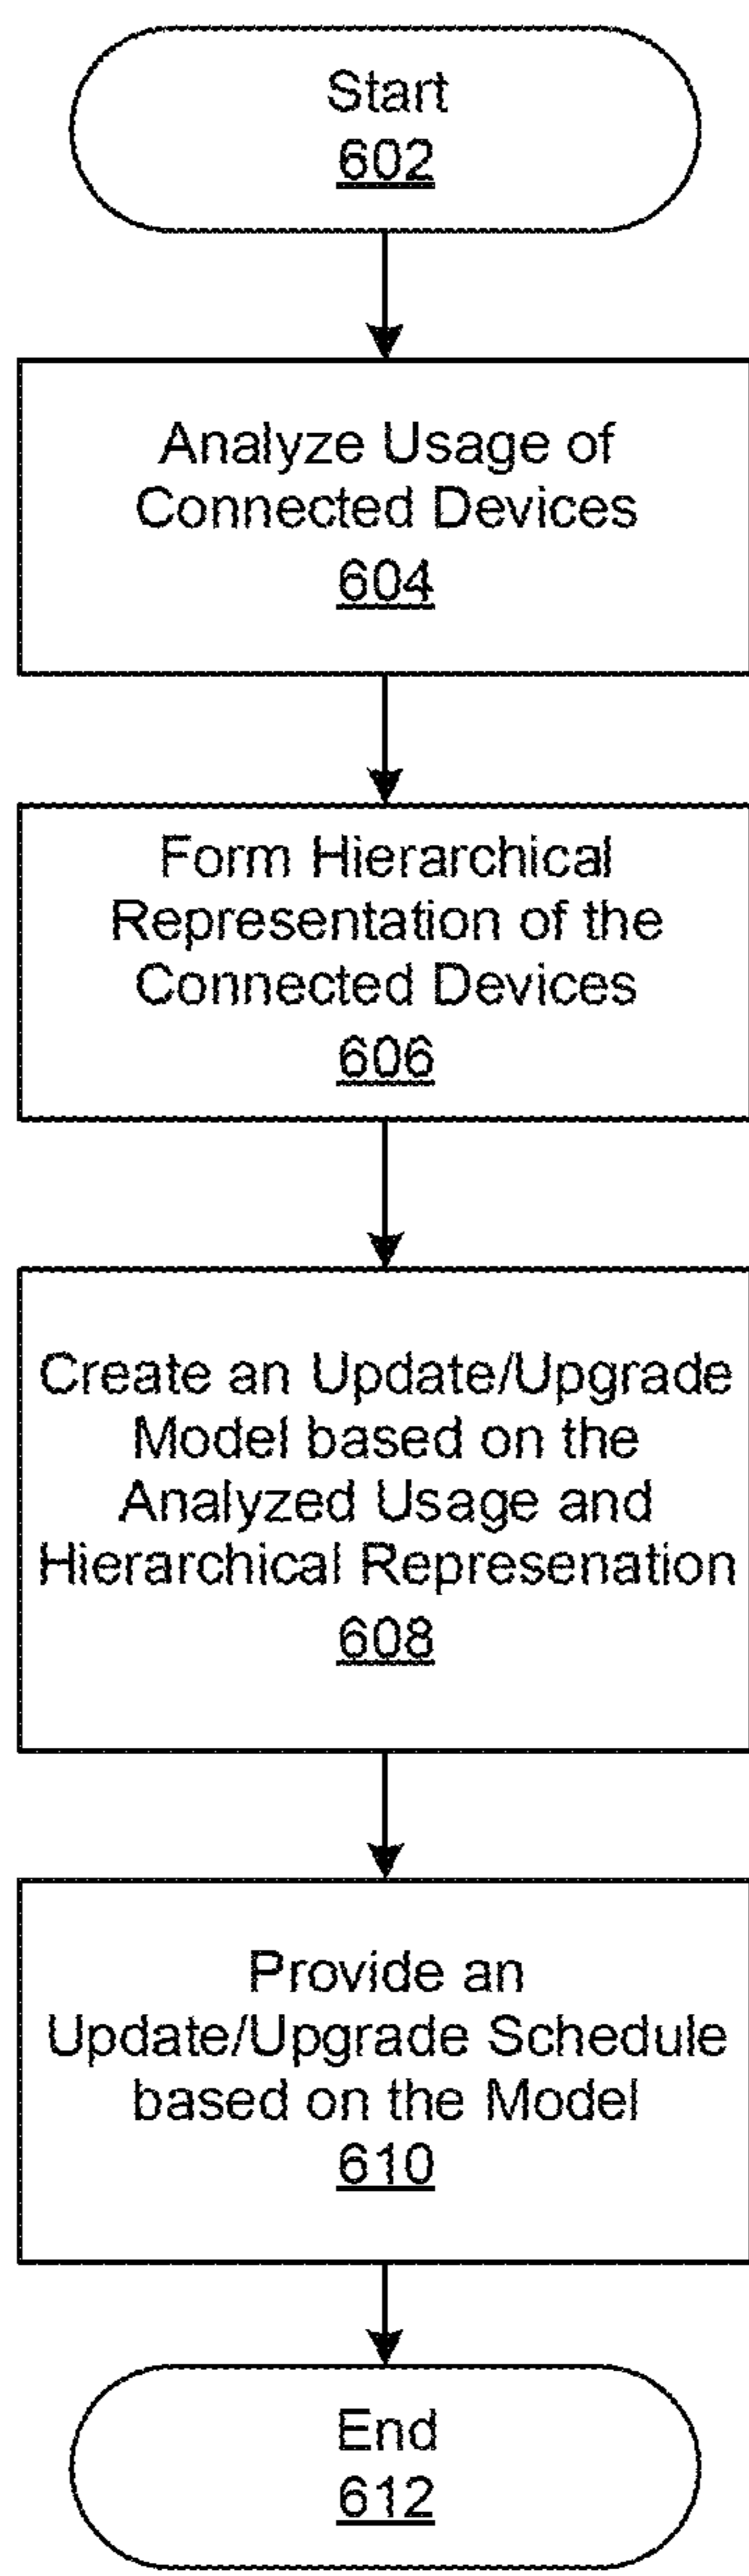 Start
602
Analyze Usage of
Connected Devices
604
Form Hierarchical
Representation of the
Connected Devices
606
Create an Update/Upgrade
Model based on the
Analyzed Usage and
Hierarchical Represenation
608
Provide an
Update/Upgrade Schedule
based on the Model
610
End
612